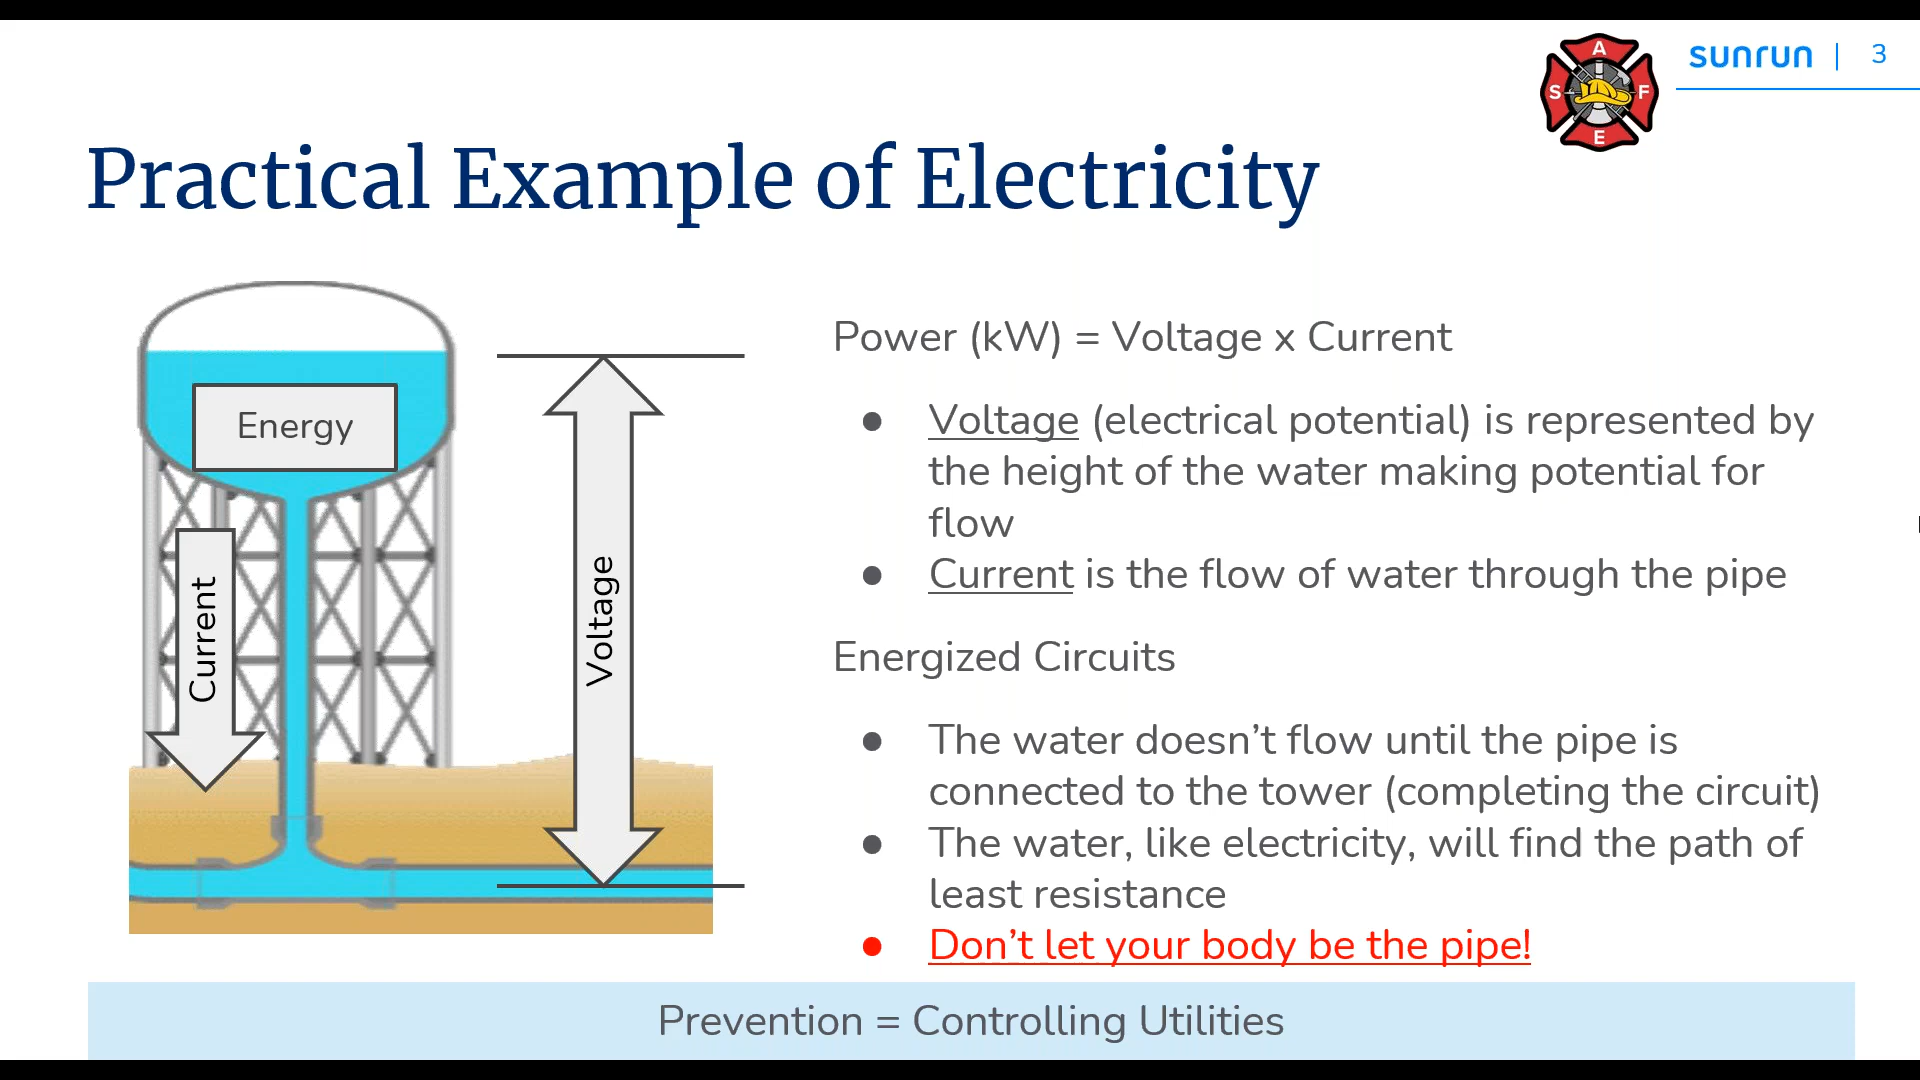 A
S F
E
sunrun | 3
Practical Example of Electricity
Energy
Current
Voltage
Power (kW) = Voltage x Current
● Voltage (electrical potential) is represented by
the height of the water making potential for
flow
● Current is the flow of water through the pipe
Energized Circuits
● The water doesn’t flow until the pipe is
connected to the tower (completing the circuit)
● The water, like electricity, will find the path of
least resistance
● Don’t let your body be the pipe!
Prevention = Controlling Utilities